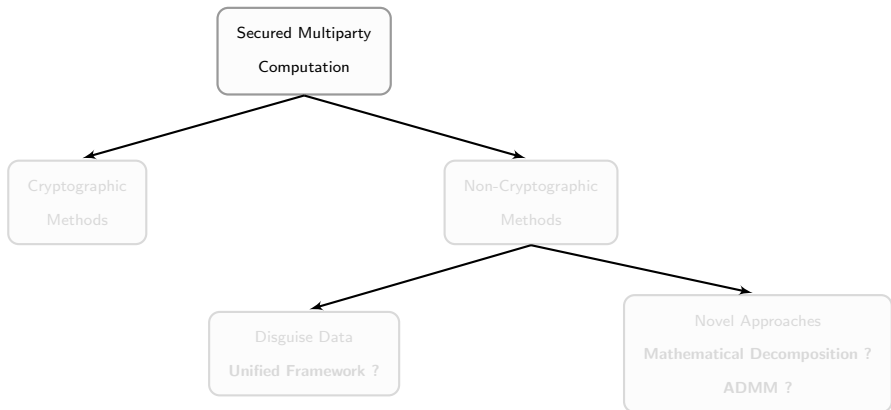 Secured Multiparty
Computation
Cryptographic
Methods
Non-Cryptographic
Methods
Disguise Data
Unified Framework ?
Novel Approaches
Mathematical Decomposition ?
ADMM ?